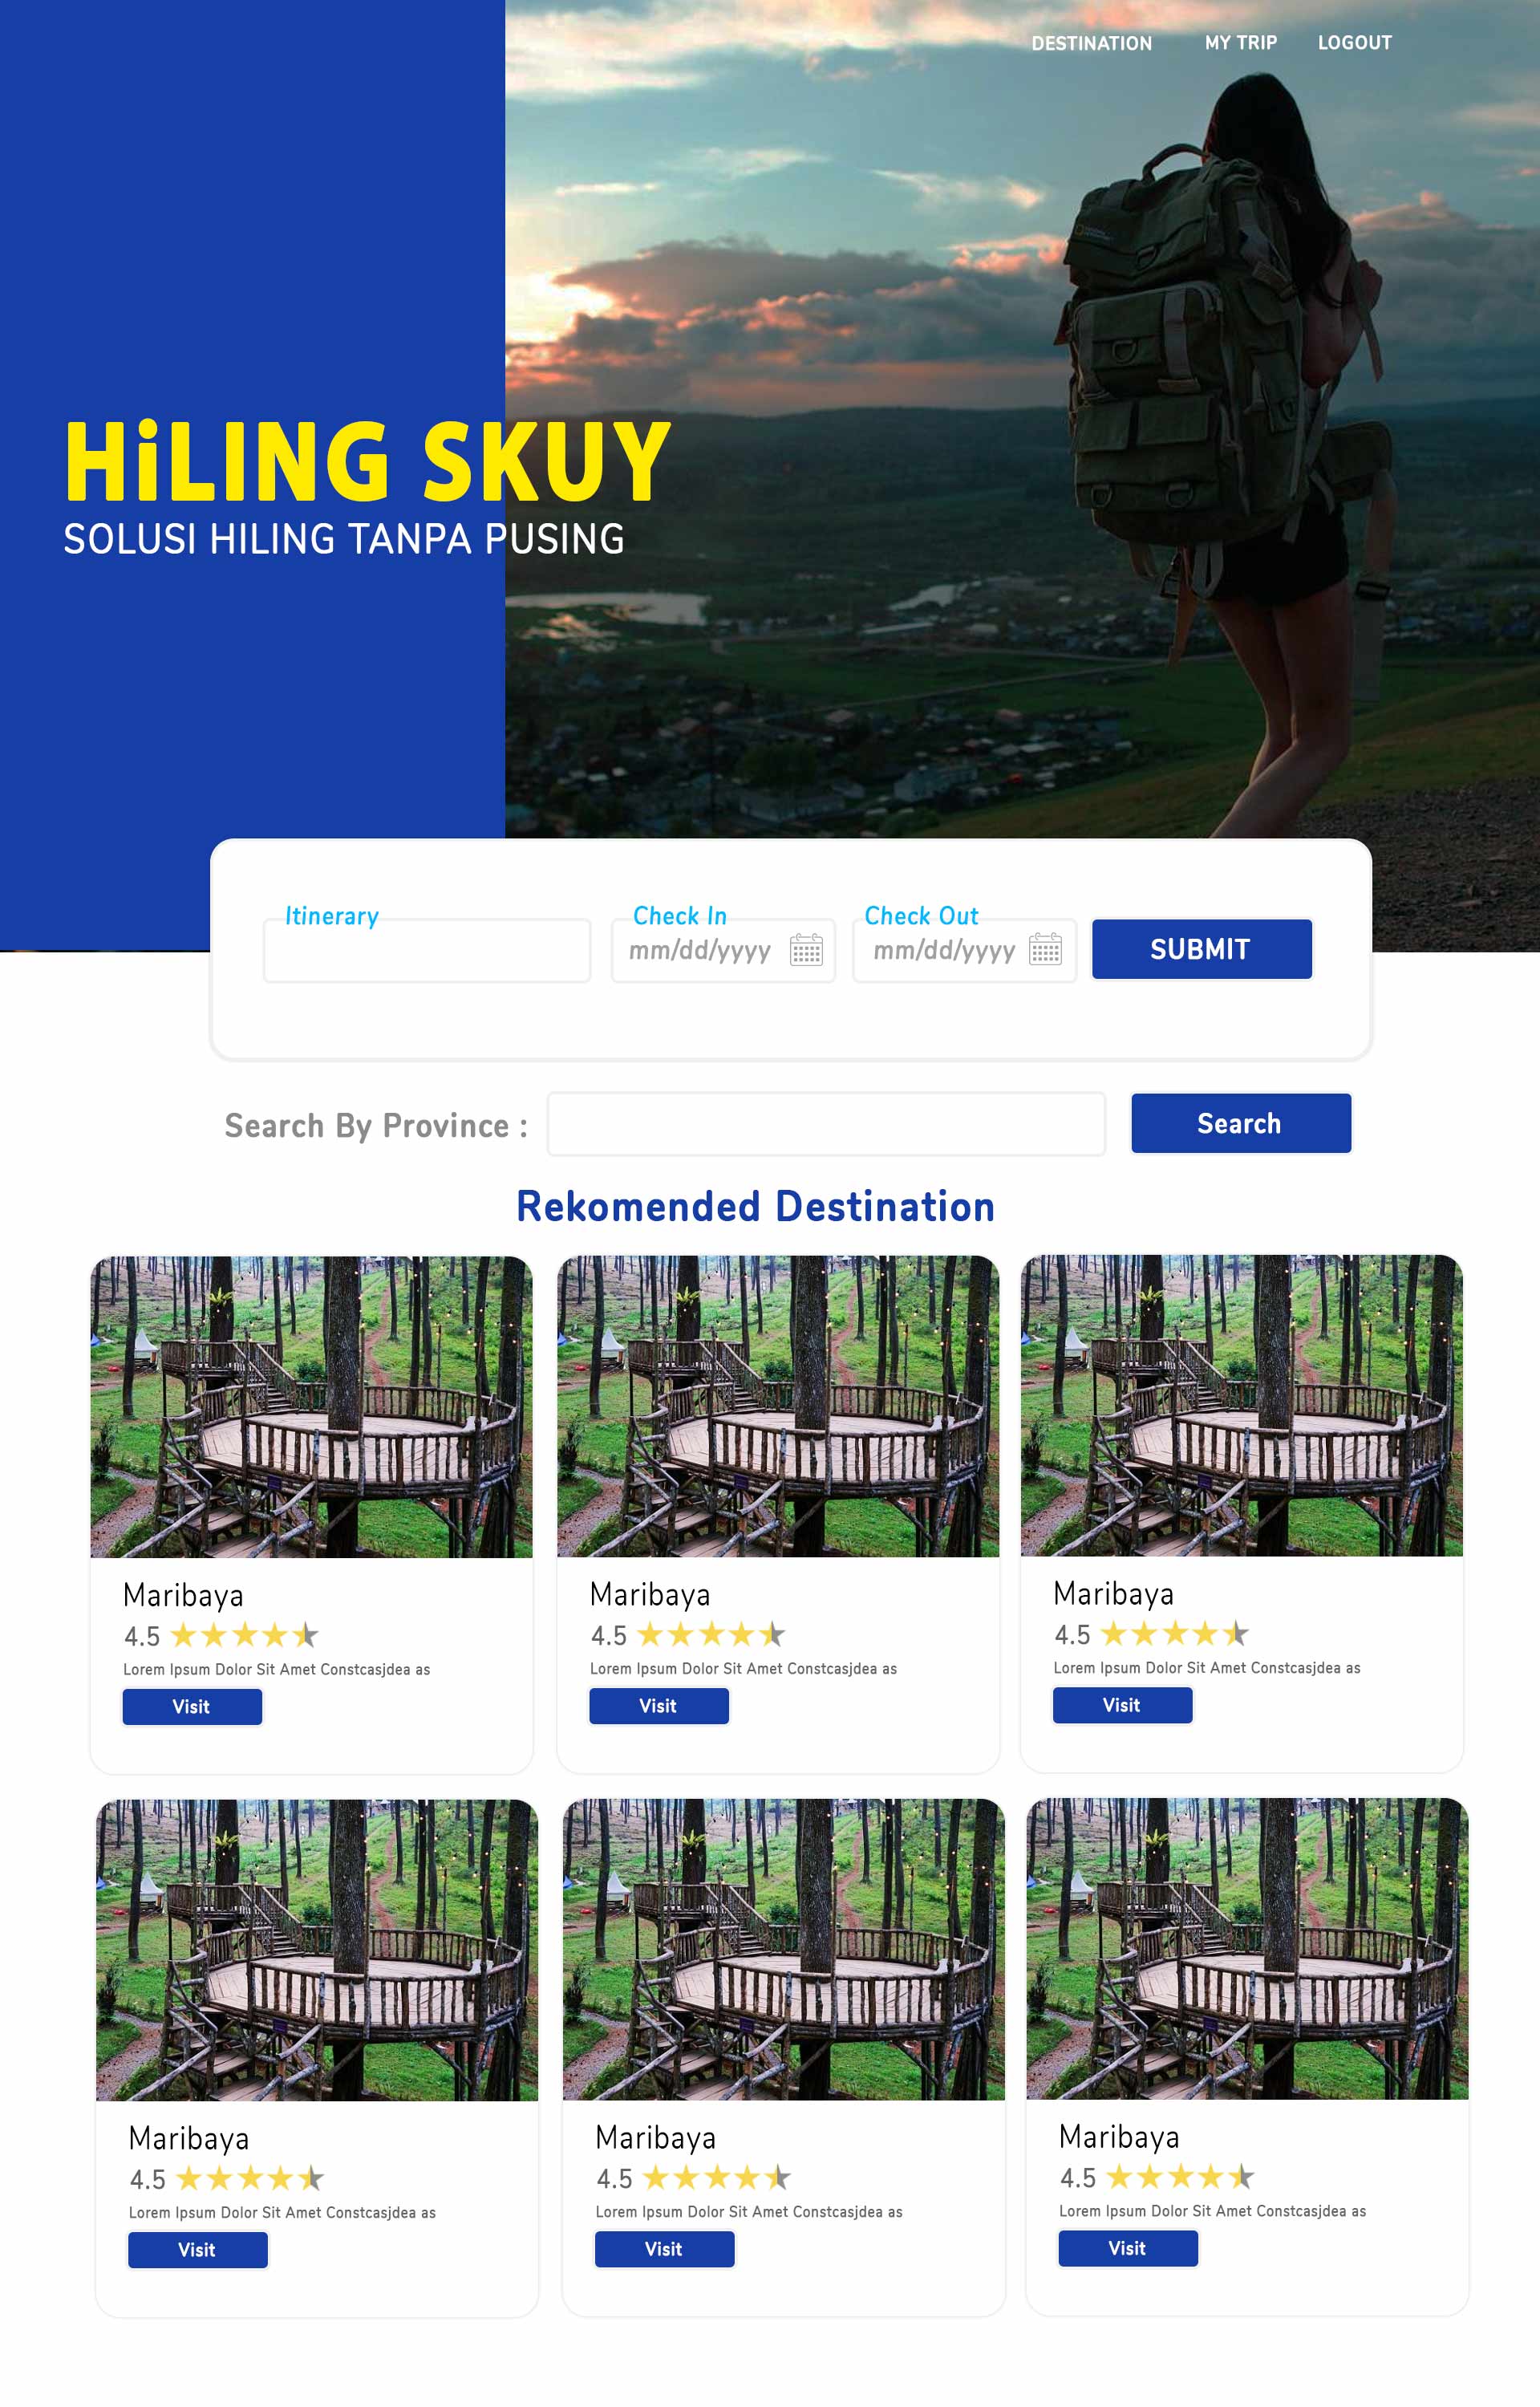 DESTINATION MY TRIP LOGOUT
HiLING SKUY
SOLUSI HILING TANPA PUSING
Itinerary Check In Check Out
mm/dd/yyyy mm/dd/yyyy SUBMIT
Search By Province : Search
Rekomended Destination
Maribaya
4.5
Lorem Ipsum Dolor Sit Amet Constcasjdea as
Visit
Maribaya
4.5
Lorem Ipsum Dolor Sit Amet Constcasjdea as
Visit
Maribaya
4.5
Lorem Ipsum Dolor Sit Amet Constcasjdea as
Visit
Maribaya
4.5
Lorem Ipsum Dolor Sit Amet Constcasjdea as
Visit
Maribaya
4.5
Lorem Ipsum Dolor Sit Amet Constcasjdea as
Visit
Maribaya
4.5
Lorem Ipsum Dolor Sit Amet Constcasjdea as
Visit